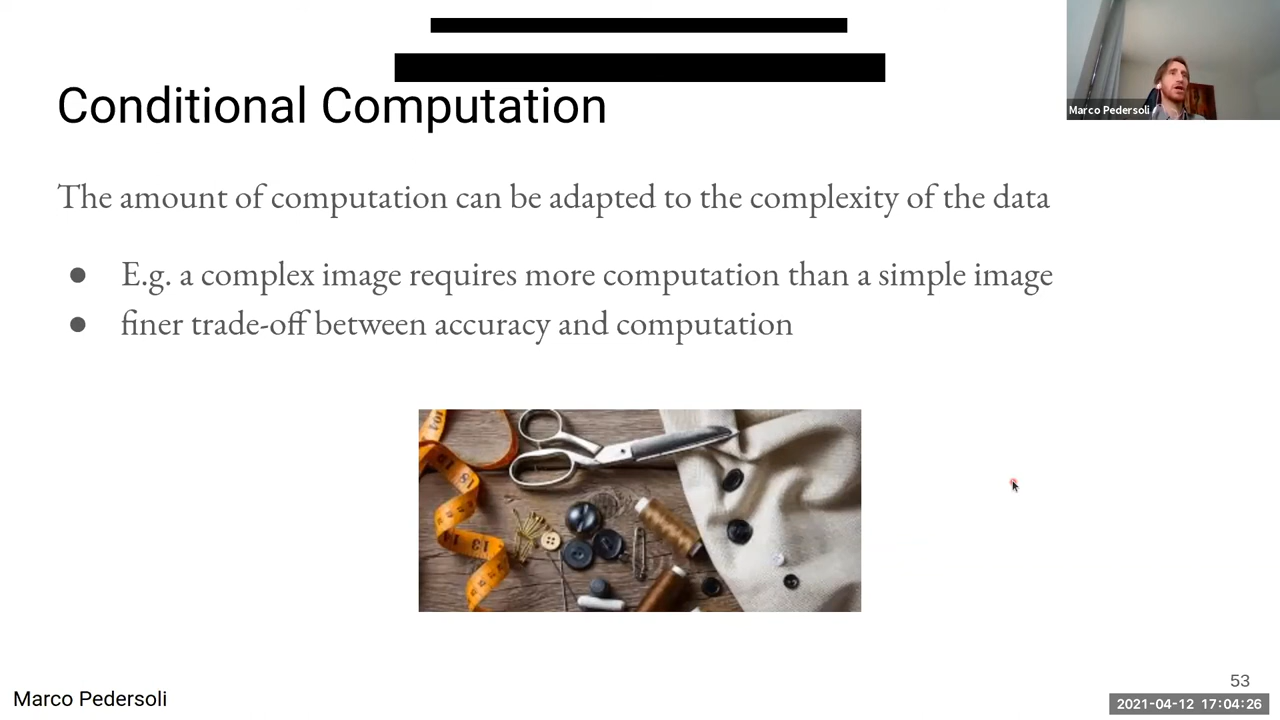 Conditional Computation
Marco Pedersoli
The amount of computation can be adapted to the complexity of the data
● E.g. a complex image requires more computation than a simple image
● finer trade-off between accuracy and computation
53
Marco Pedersoli
2021-04-12 17:04:26